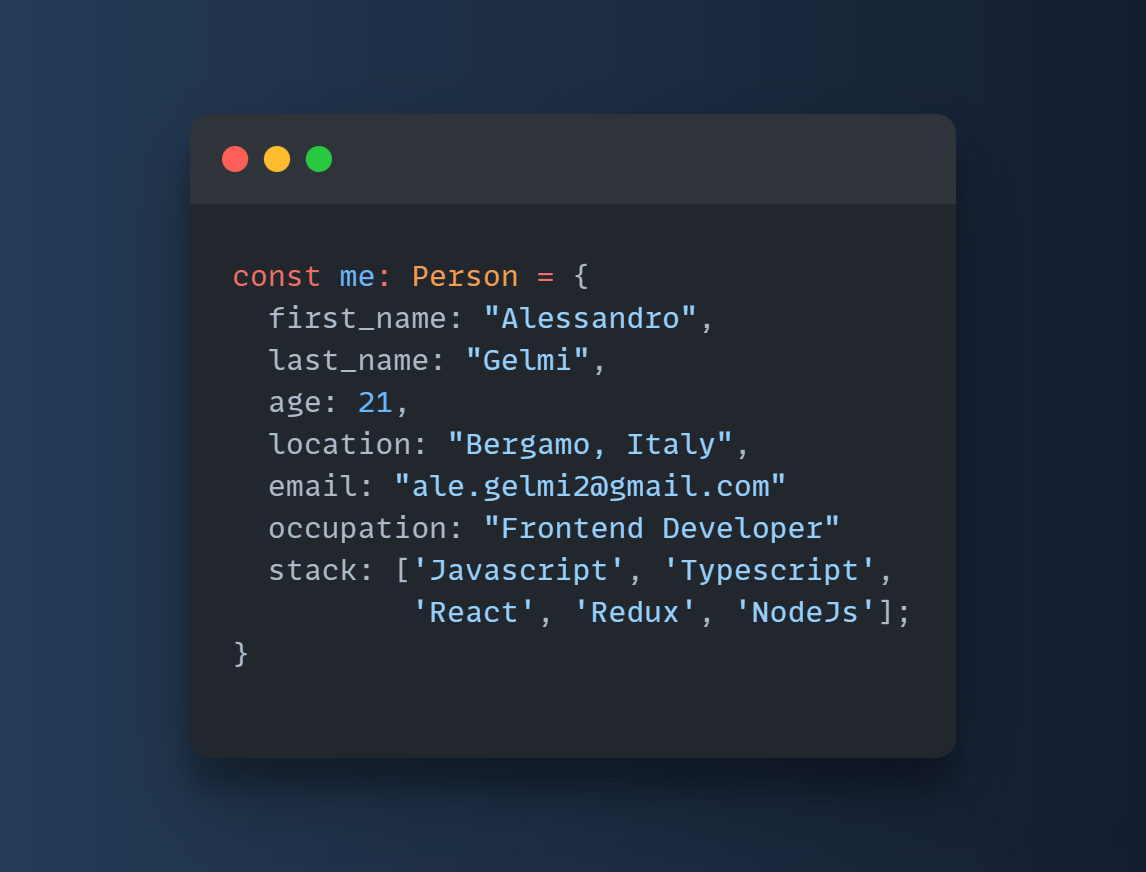 const me: Person = {
  first_name: "Alessandro",
  last_name: "Gelmi",
  age: 21,
  location: "Bergamo, Italy",
  email: "ale.gelmi2@gmail.com"
  occupation: "Frontend Developer"
  stack: ['Javascript', 'Typescript',
          'React', 'Redux', 'NodeJs'];
}